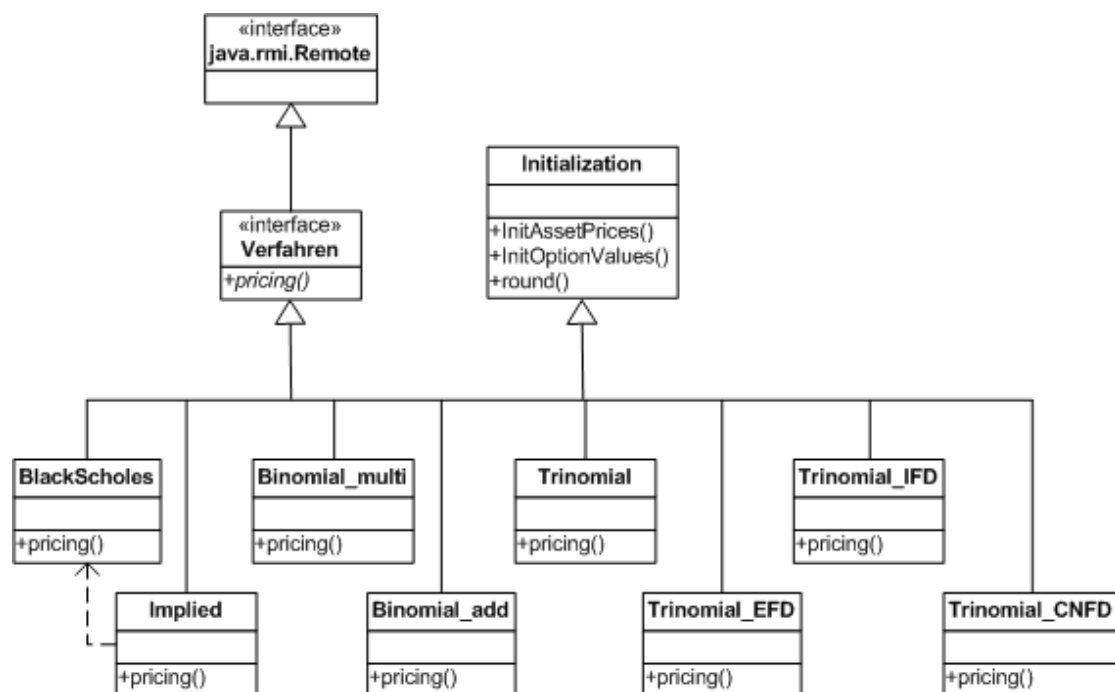 «interface»
java.rmi.Remote
«interface»
Verfahren
+pricing()
Initialization
+InitAssetPrices()
+InitOptionValues()
+round()
BlackScholes
+pricing()
Binomial_multi
+pricing()
Trinomial
+pricing()
Trinomial_IFD
+pricing()
Implied
+pricing()
Binomial_add
+pricing()
Trinomial_EFD
+pricing()
Trinomial_CNFD
+pricing()